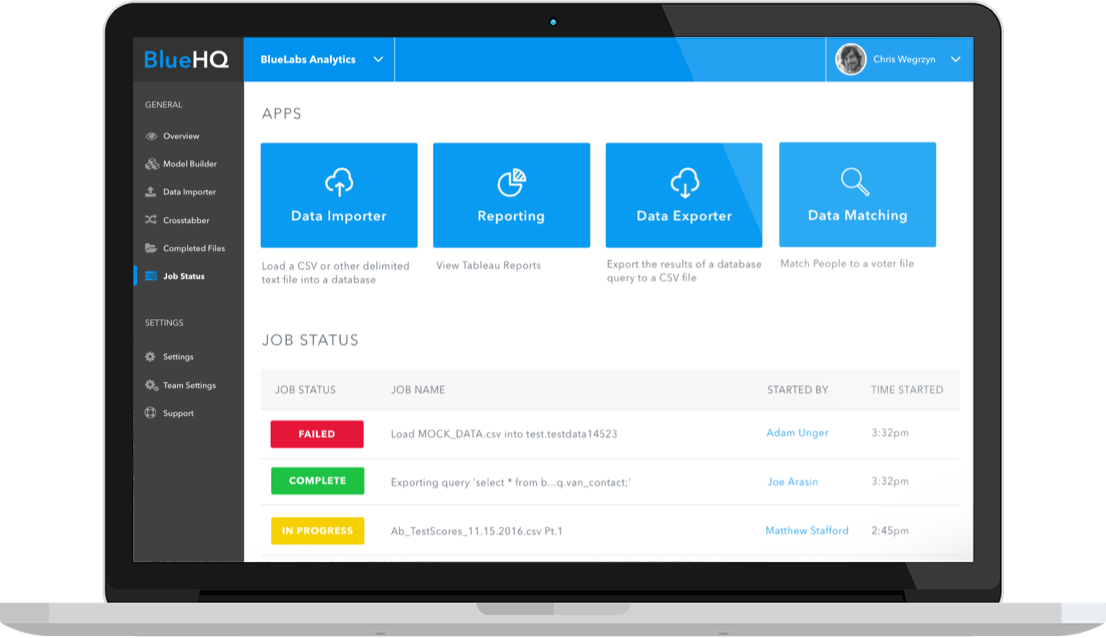 BlueHQ
BlueLabs Analytics
Chris Wegrzyn
GENERAL
Overview
Model Builder
Data Importer
Crosstabber
Completed Files
Job Status
SETTINGS
Settings
Team Settings
Support
APPS
Data Importer
Reporting
Data Exporter
Data Matching
Load a CSV or other delimited
text file into a database
View Tableau Reports
Export the results of a database
query to a CSV file
Match People to a voter file
JOB STATUS
JOB STATUS JOB NAME STARTED BY TIME STARTED
FAILED Load MOCK_DATA.csv into test.testdata14523 Adam Unger 3:32pm
COMPLETE Exporting query 'select * from b...q.van_contact;' Joe Arasin 3:32pm
IN PROGRESS Ab_TestScores_11.15.2016.csv Pt.1 Matthew Stafford 2:45pm